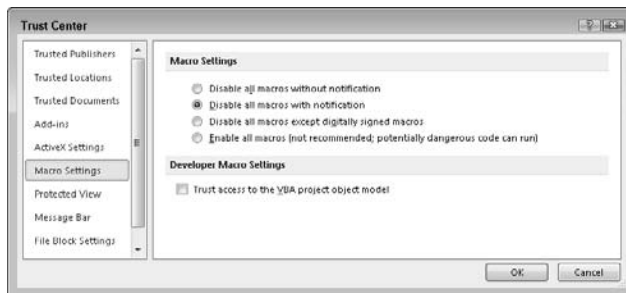 Trust Center
Trusted Publishers
Trusted Locations
Trusted Documents
Add-ins
ActiveX Settings
Macro Settings
Protected View
Message Bar
File Block Settings
Macro Settings
Disable all macros without notification
Disable all macros with notification
Disable all macros except digitally signed macros
Enable all macros (not recommended; potentially dangerous code can run)
Developer Macro Settings
Trust access to the VBA project object model
OK
Cancel